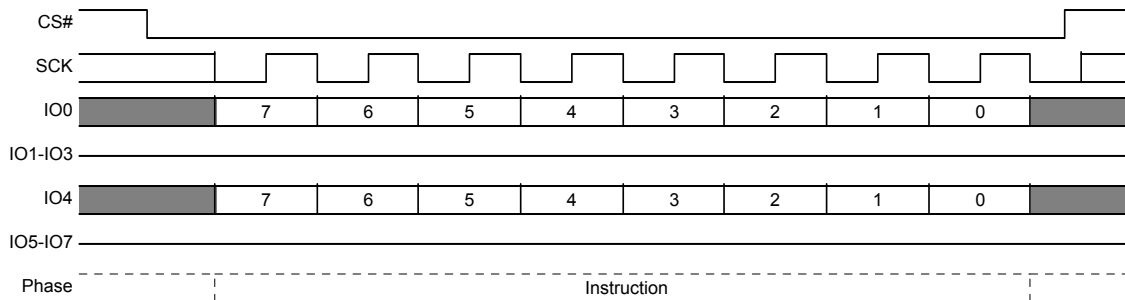 CS#
SCK
IO0 7 6 5 4 3 2 1 0
IO1-IO3
IO4 7 6 5 4 3 2 1 0
IO5-IO7
Phase Instruction